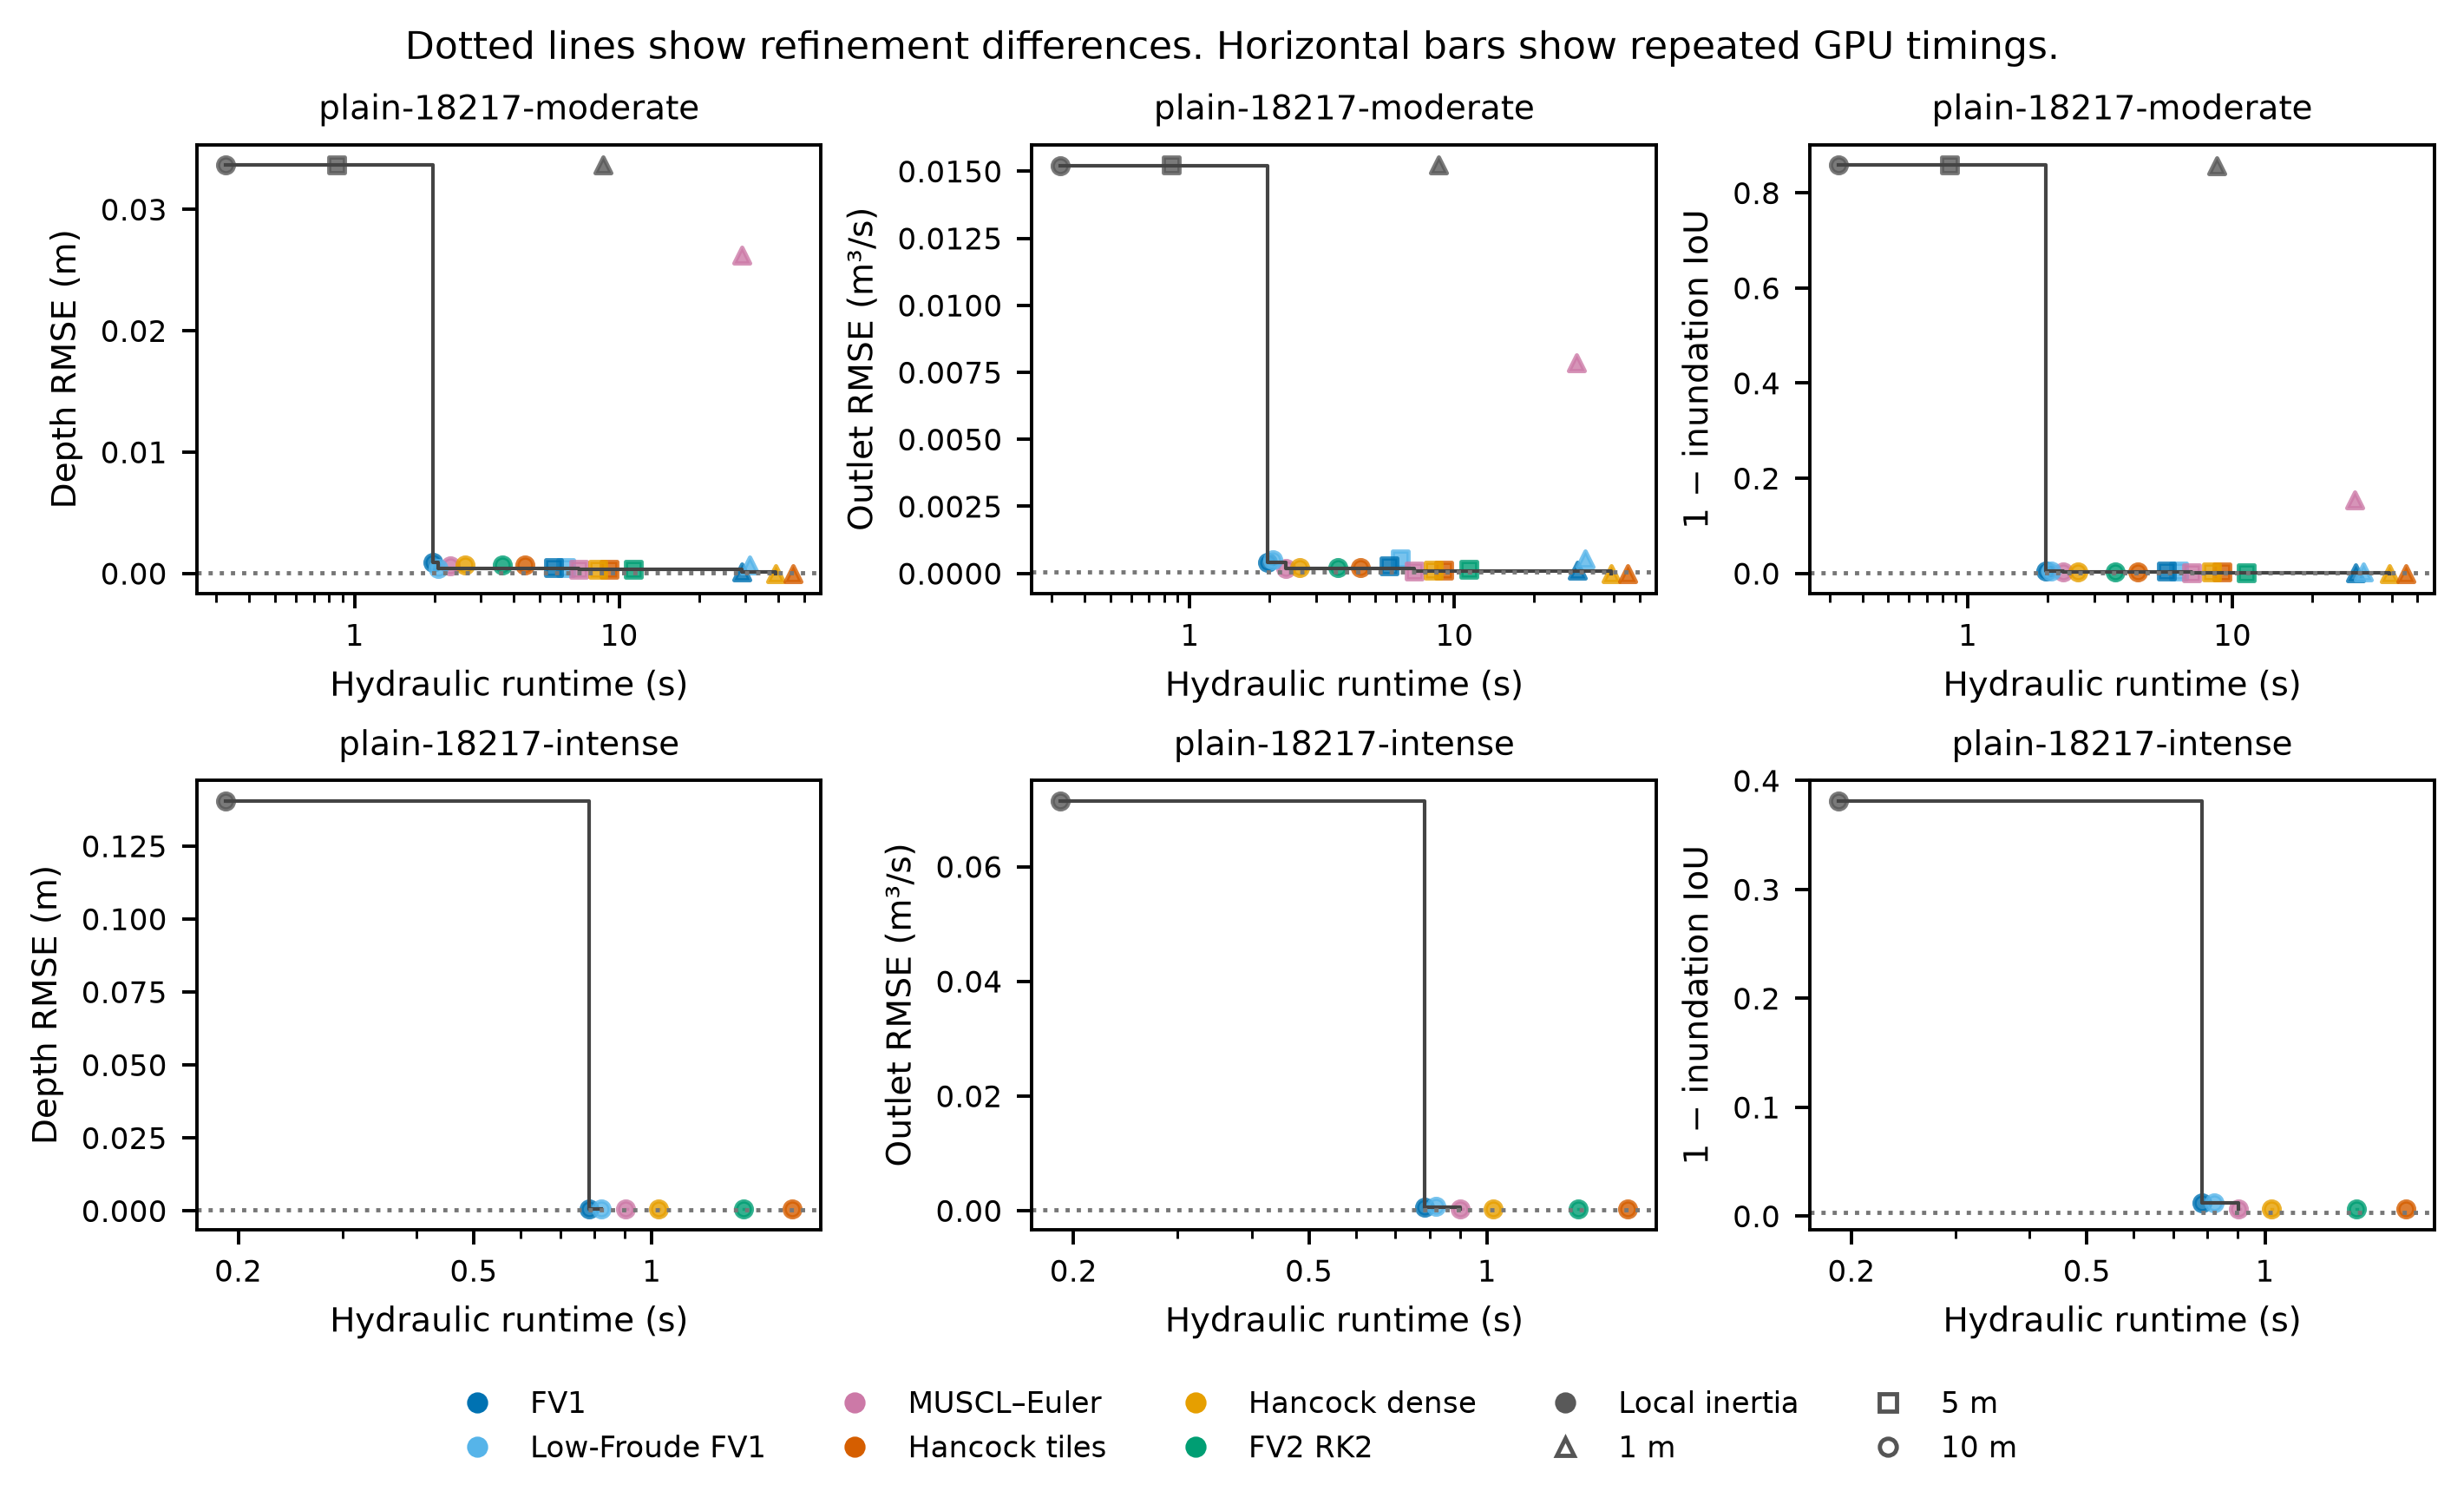 Dotted lines show refinement differences. Horizontal bars show repeated GPU timings.
plain-18217-moderate
Depth RMSE (m)
0.03
0.02
0.01
0.00
1 10
Hydraulic runtime (s)
plain-18217-moderate
Outlet RMSE (m³/s)
0.0150
0.0125
0.0100
0.0075
0.0050
0.0025
0.0000
1 10
Hydraulic runtime (s)
plain-18217-moderate
1 − inundation IoU
0.8
0.6
0.4
0.2
0.0
1 10
Hydraulic runtime (s)
plain-18217-intense
Depth RMSE (m)
0.125
0.100
0.075
0.050
0.025
0.000
0.2 0.5 1
Hydraulic runtime (s)
plain-18217-intense
Outlet RMSE (m³/s)
0.06
0.04
0.02
0.00
0.2 0.5 1
Hydraulic runtime (s)
plain-18217-intense
1 − inundation IoU
0.4
0.3
0.2
0.1
0.0
0.2 0.5 1
Hydraulic runtime (s)
FV1 MUSCL–Euler Hancock dense Local inertia 5 m
Low-Froude FV1 Hancock tiles FV2 RK2 1 m 10 m